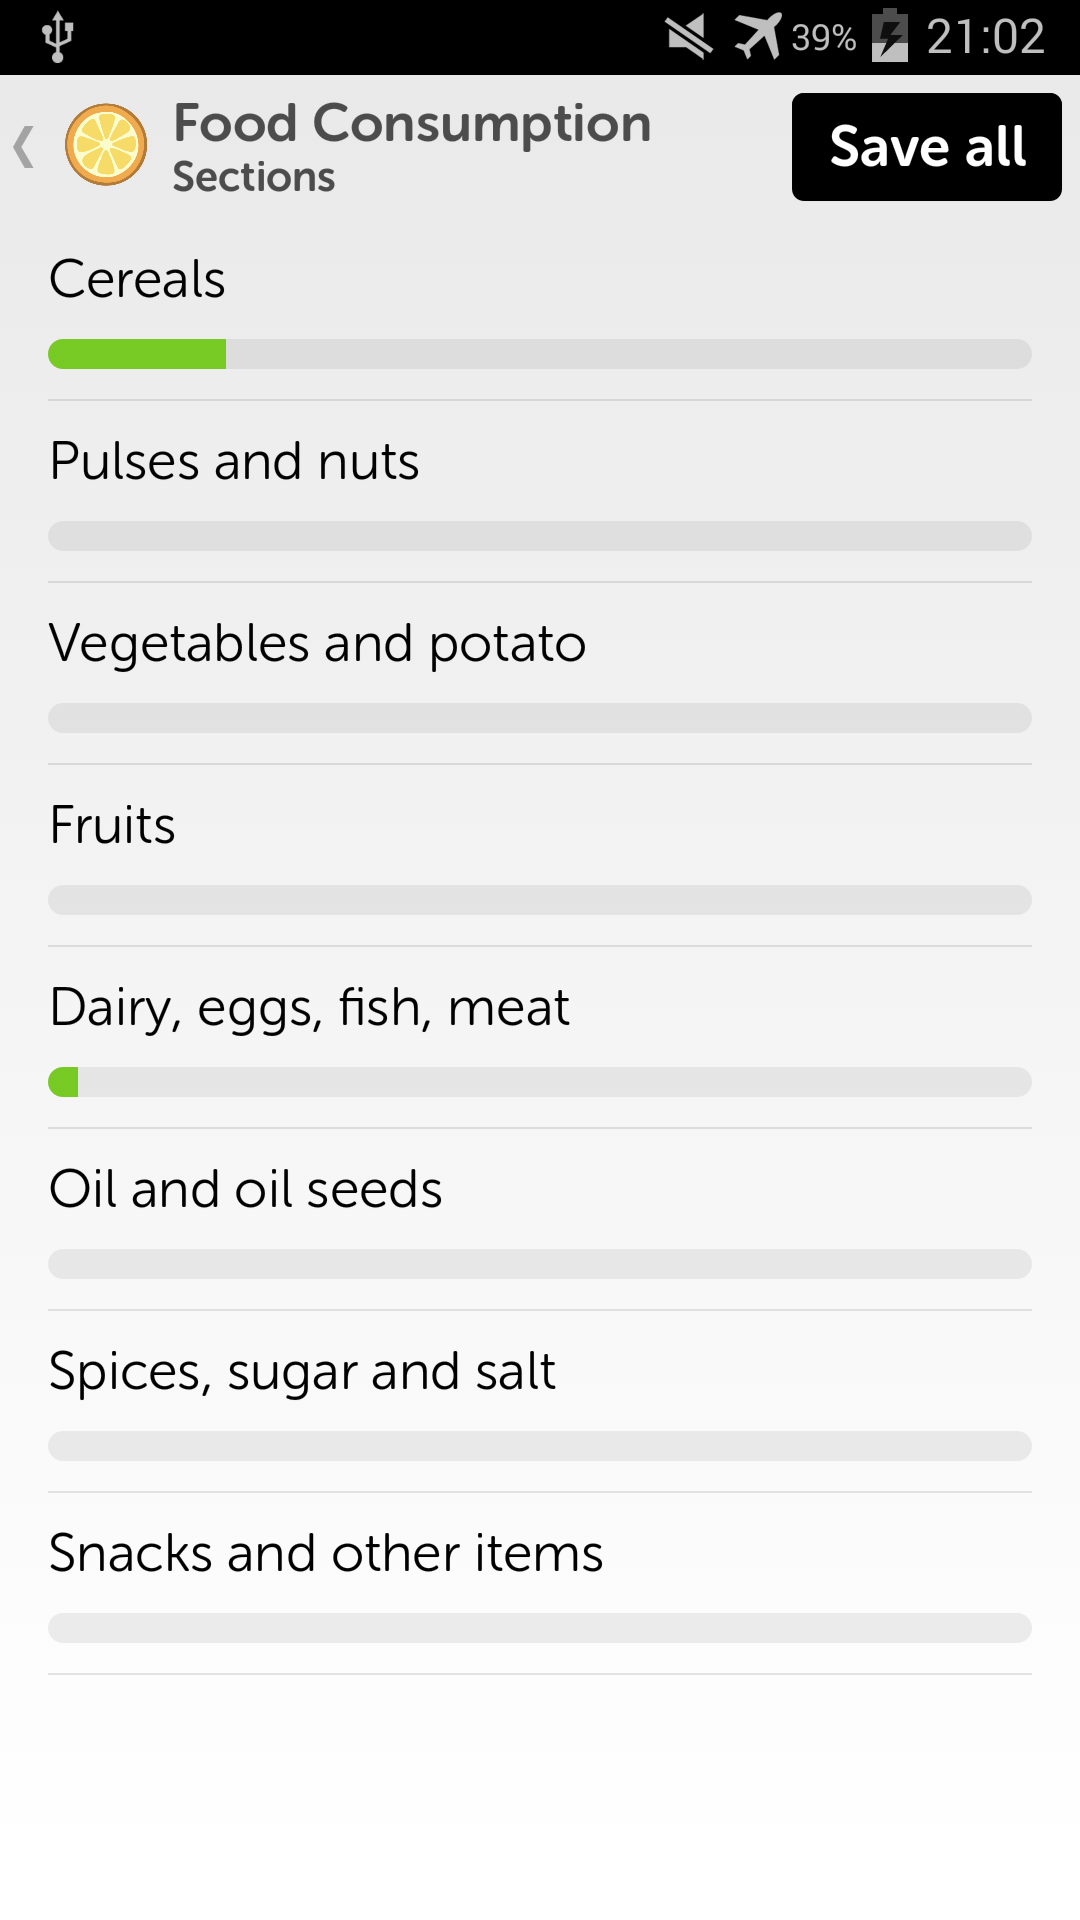 39% 21:02
Food Consumption
Sections
Save all
Cereals
Pulses and nuts
Vegetables and potato
Fruits
Dairy, eggs, fish, meat
Oil and oil seeds
Spices, sugar and salt
Snacks and other items